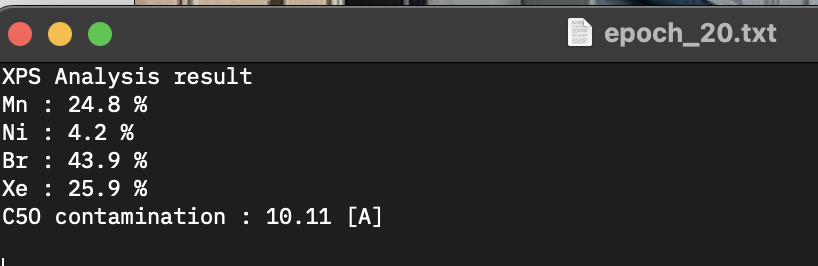 epoch_20.txt
XPS Analysis result
Mn : 24.8 %
Ni : 4.2 %
Br : 43.9 %
Xe : 25.9 %
C5O contamination : 10.11 [A]